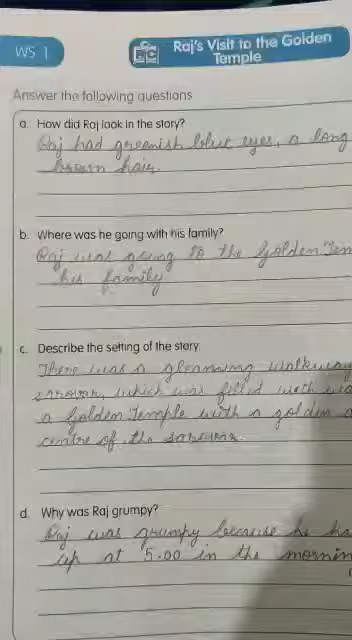 WS 1
Raj's Visit to the Golden
Temple
Answer the following questions
a. How did Raj look in the story?
Raj had greenish blue eyes, a long
brown hair.
b. Where was he going with his family?
Raj was going to the Golden Tem
his family
c. Describe the setting of the story.
There was a gleaming walkway
sarovar, which was filled with wa
a Golden Temple with a golden
centre of the sarovar.
d. Why was Raj grumpy?
Raj was grumpy because he ha
up at 5.00 in the mornin